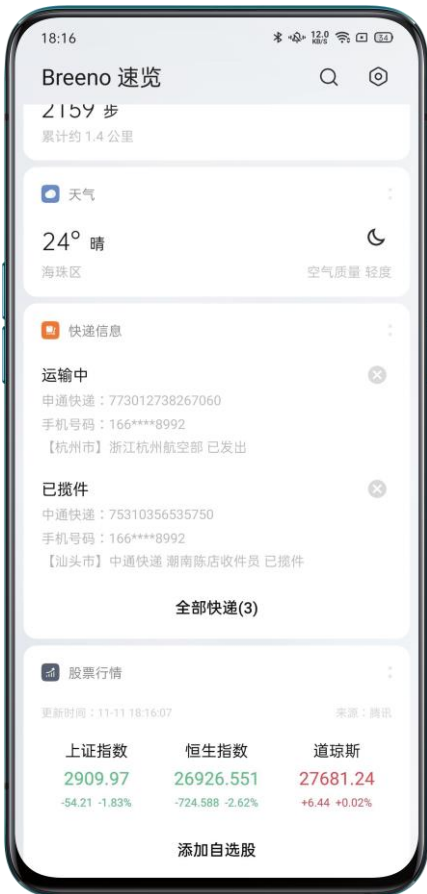 18:16 12.0 KB/S 34
Breeno 速览
2159 步
累计约 1.4 公里
天气
24° 晴
海珠区 空气质量 轻度
快递信息
运输中
申通快递：773012738267060
手机号码：166****8992
【杭州市】浙江杭州航空部 已发出
已揽件
中通快递：75310356535750
手机号码：166****8992
【汕头市】中通快递 潮南陈店收件员 已揽件
全部快递(3)
股票行情
更新时间：11-11 18:16:07 来源：腾讯
上证指数 恒生指数 道琼斯
2909.97 26926.551 27681.24
-54.21 -1.83% -724.588 -2.62% +6.44 +0.02%
添加自选股